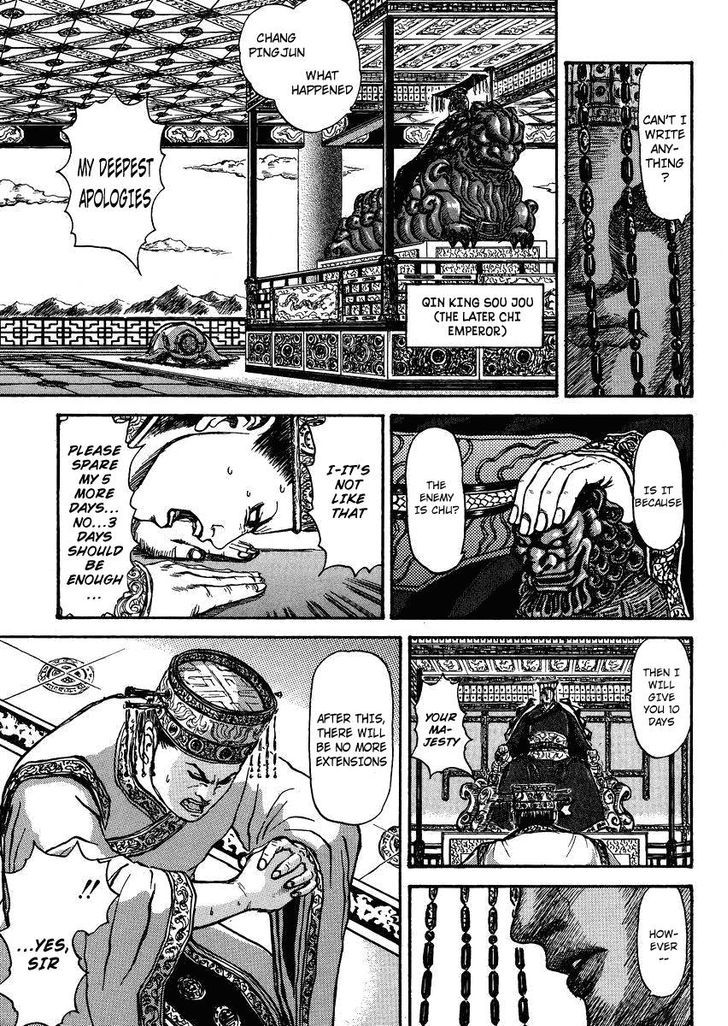 CAN'T I
WRITE
ANY-
THING
?
CHANG
PINGJUN
WHAT
HAPPENED
MY DEEPEST
APOLOGIES
QIN KING SOU JOU
(THE LATER CHI
EMPEROR)
IS IT
BECAUSE
THE
ENEMY
IS CHU?
I-IT'S
NOT
LIKE
THAT
PLEASE
SPARE
MY 5
MORE
DAYS...
NO...3
DAYS
SHOULD
BE
ENOUGH
...
THEN I
WILL
GIVE
YOU 10
DAYS
YOUR
MA-
JESTY
HOW-
EVER
--
AFTER THIS,
THERE WILL
BE NO MORE
EXTENSIONS
!!
...YES,
SIR